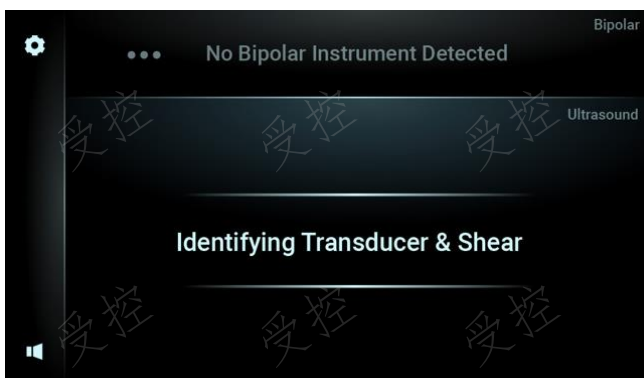 Bipolar
••• No Bipolar Instrument Detected
Ultrasound
受控 受控 受控
Identifying Transducer & Shear
受控 受控 受控